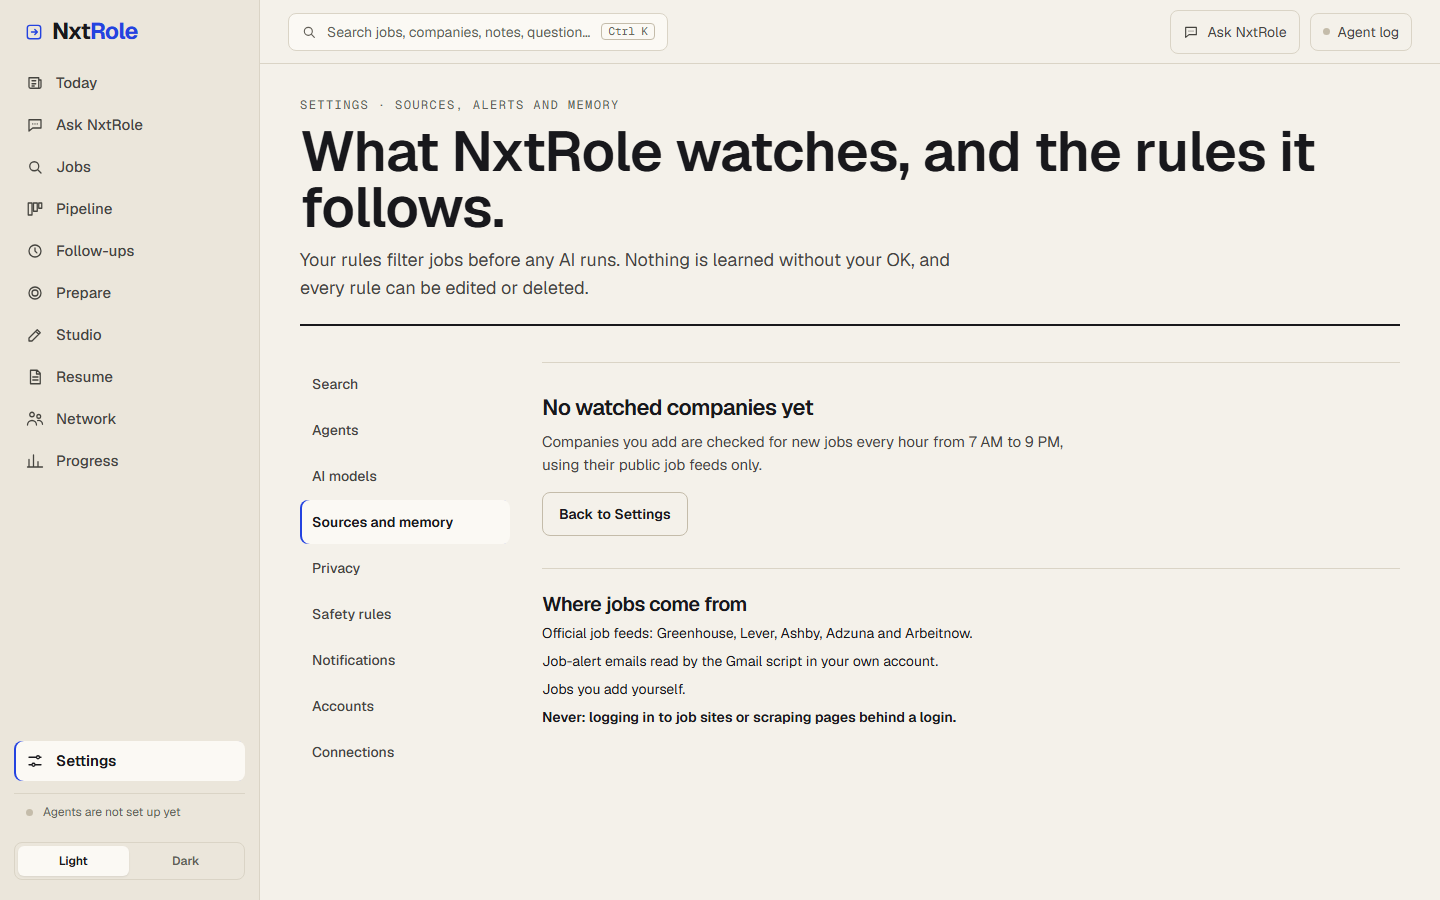 NxtRole
Search jobs, companies, notes, question...
Ctrl K
Ask NxtRole
Agent log
Today
Ask NxtRole
Jobs
Pipeline
Follow-ups
Prepare
Studio
Resume
Network
Progress
Settings
Agents are not set up yet
Light
Dark
SETTINGS · SOURCES, ALERTS AND MEMORY
What NxtRole watches, and the rules it
follows.
Your rules filter jobs before any AI runs. Nothing is learned without your OK, and
every rule can be edited or deleted.
Search
Agents
AI models
Sources and memory
Privacy
Safety rules
Notifications
Accounts
Connections
No watched companies yet
Companies you add are checked for new jobs every hour from 7 AM to 9 PM,
using their public job feeds only.
Back to Settings
Where jobs come from
Official job feeds: Greenhouse, Lever, Ashby, Adzuna and Arbeitnow.
Job-alert emails read by the Gmail script in your own account.
Jobs you add yourself.
Never: logging in to job sites or scraping pages behind a login.